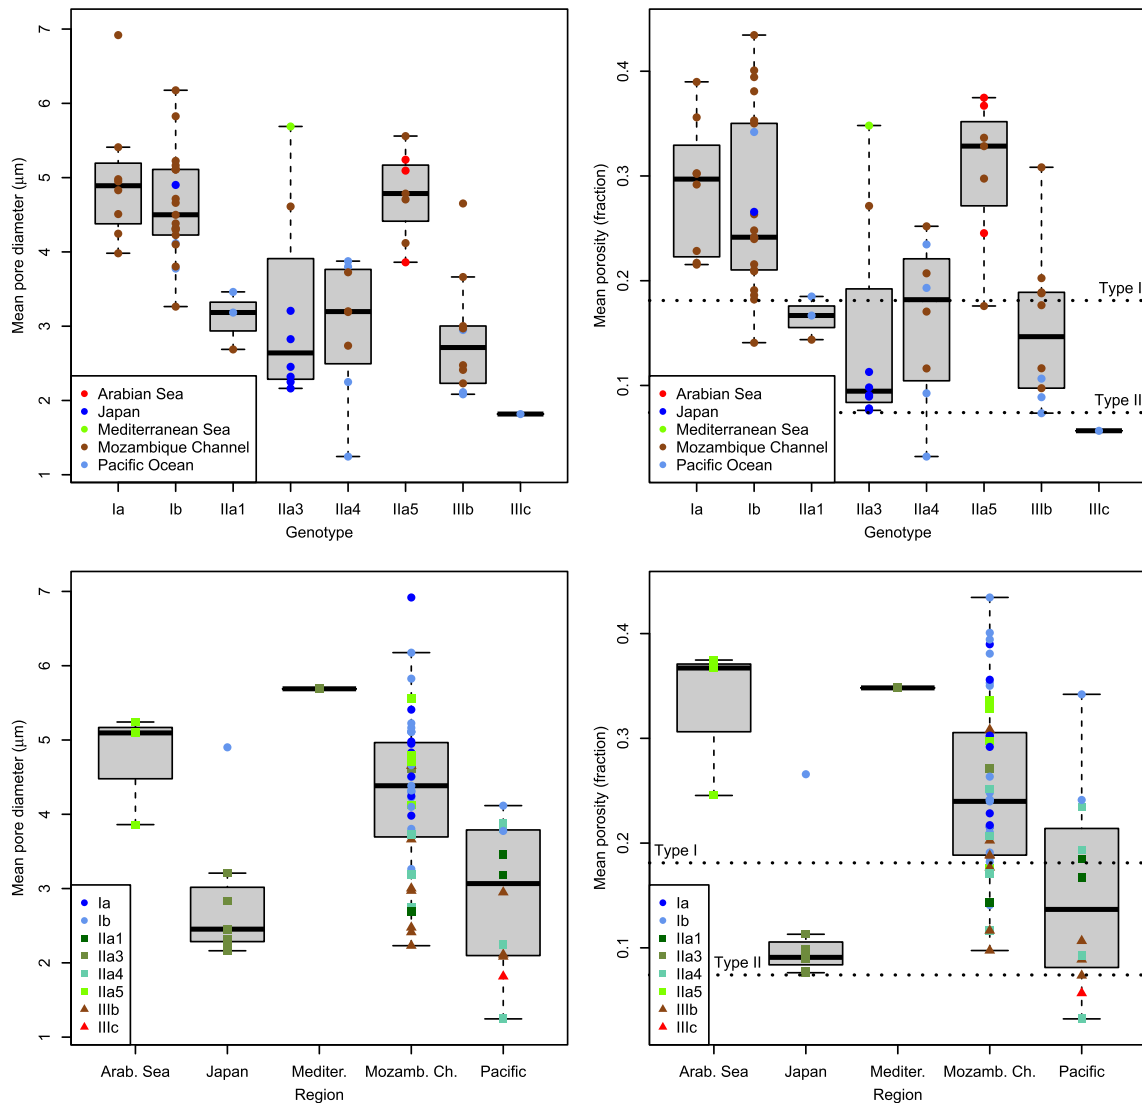 Mean pore diameter (μm)
7
6
5
4
3
2
1
Arabian Sea
Japan
Mediterranean Sea
Mozambique Channel
Pacific Ocean
Ia Ib IIa1 IIa3 IIa4 IIa5 IIIb IIIc
Genotype
Mean porosity (fraction)
0.4
0.3
0.2
0.1
Type I
Type II
Arabian Sea
Japan
Mediterranean Sea
Mozambique Channel
Pacific Ocean
Ia Ib IIa1 IIa3 IIa4 IIa5 IIIb IIIc
Genotype
Mean pore diameter (μm)
7
6
5
4
3
2
1
Ia
Ib
IIa1
IIa3
IIa4
IIa5
IIIb
IIIc
Arab. Sea Japan Mediter. Mozamb. Ch. Pacific
Region
Mean porosity (fraction)
0.4
0.3
0.2
0.1
Type I
Type II
Ia
Ib
IIa1
IIa3
IIa4
IIa5
IIIb
IIIc
Arab. Sea Japan Mediter. Mozamb. Ch. Pacific
Region